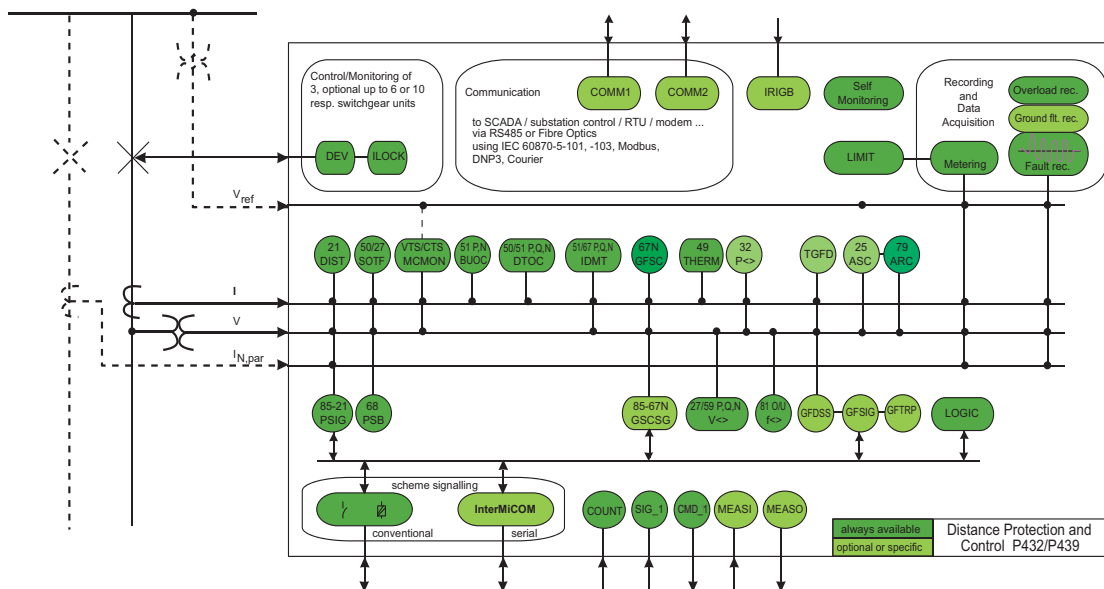 Control/Monitoring of
3, optional up to 6 or 10
resp. switchgear units
DEV
ILOCK
Communication
COMM1
COMM2
to SCADA / substation control / RTU / modem ...
via RS485 or Fibre Optics
using IEC 60870-5-101, -103, Modbus,
DNP3, Courier
IRIGB
Self
Monitoring
LIMIT
Recording
and
Data
Acquisition
Metering
Overload rec.
Ground flt. rec.
Fault rec.
Vref
21
DIST
50/27
SOTF
VTS/CTS
MCMON
51 P,N
BUOC
50/51 P,Q,N
DTOC
51/67 P,Q,N
IDMT
67N
GFSC
49
THERM
32
P<>
TGFD
25
ASC
79
ARC
I
V
IN,par
85-21
PSIG
68
PSB
85-67N
GSCSG
27/59 P,Q,N
V<>
81 O/U
f<>
GFDSS
GFSIG
GFTRP
LOGIC
scheme signalling
InterMiCOM
conventional
serial
COUNT
SIG_1
CMD_1
MEASI
MEASO
always available
optional or specific
Distance Protection and
Control P432/P439